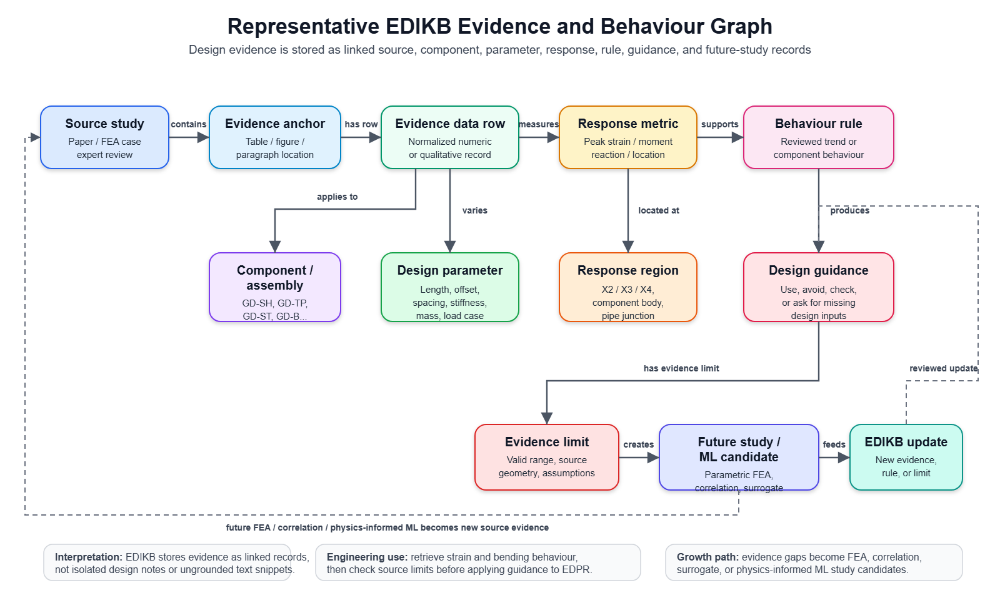 Representative EDIKB Evidence and Behaviour Graph
Design evidence is stored as linked source, component, parameter, response, rule, guidance, and future-study records
Source study
Paper / FEA case
expert review
contains
Evidence anchor
Table / figure /
paragraph location
has row
Evidence data row
Normalized numeric
or qualitative record
measures
Response metric
Peak strain / moment
reaction / location
supports
Behaviour rule
Reviewed trend or
component behaviour
applies to
varies
located at
produces
Component /
assembly
GD-SH, GD-TP,
GD-ST, GD-B...
Design parameter
Length, offset,
spacing, stiffness,
mass, load case
Response region
X2 / X3 / X4,
component body,
pipe junction
Design guidance
Use, avoid, check,
or ask for missing
design inputs
has evidence limit
reviewed update
Evidence limit
Valid range, source
geometry, assumptions
creates
Future study /
ML candidate
Parametric FEA,
correlation, surrogate
feeds
EDIKB update
New evidence,
rule, or limit
future FEA / correlation / physics-informed ML becomes new source evidence
Interpretation: EDIKB stores evidence as linked records,
not isolated design notes or ungrounded text snippets.
Engineering use: retrieve strain and bending behaviour,
then check source limits before applying guidance to EDPR.
Growth path: evidence gaps become FEA, correlation,
surrogate, or physics-informed ML study candidates.